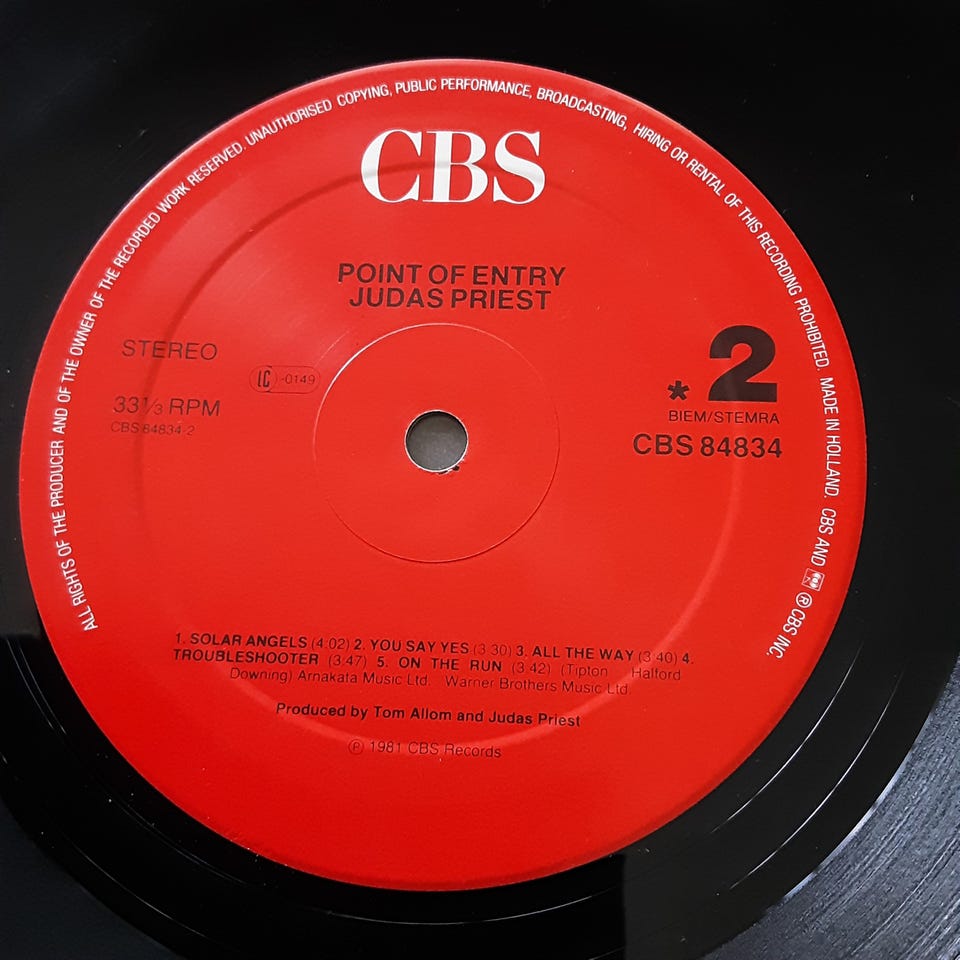 ALL RIGHTS OF THE PRODUCER AND OF THE OWNER OF THE RECORDED WORK RESERVED. UNAUTHORISED COPYING, PUBLIC PERFORMANCE, BROADCASTING, HIRING OR RENTAL OF THIS RECORDING PROHIBITED. MADE IN HOLLAND. CBS AND ® CBS INC.
CBS
POINT OF ENTRY
JUDAS PRIEST
STEREO
LC -0149
33 1/3 RPM
CBS 84834-2
* 2
BIEM/STEMRA
CBS 84834
1. SOLAR ANGELS (4:02) 2. YOU SAY YES (3:30) 3. ALL THE WAY (3:40) 4.
TROUBLESHOOTER (3.47) 5. ON THE RUN (3.42) (Tipton Halford
Downing) Arnakata Music Ltd. Warner Brothers Music Ltd.
Produced by Tom Allom and Judas Priest
℗ 1981 CBS Records